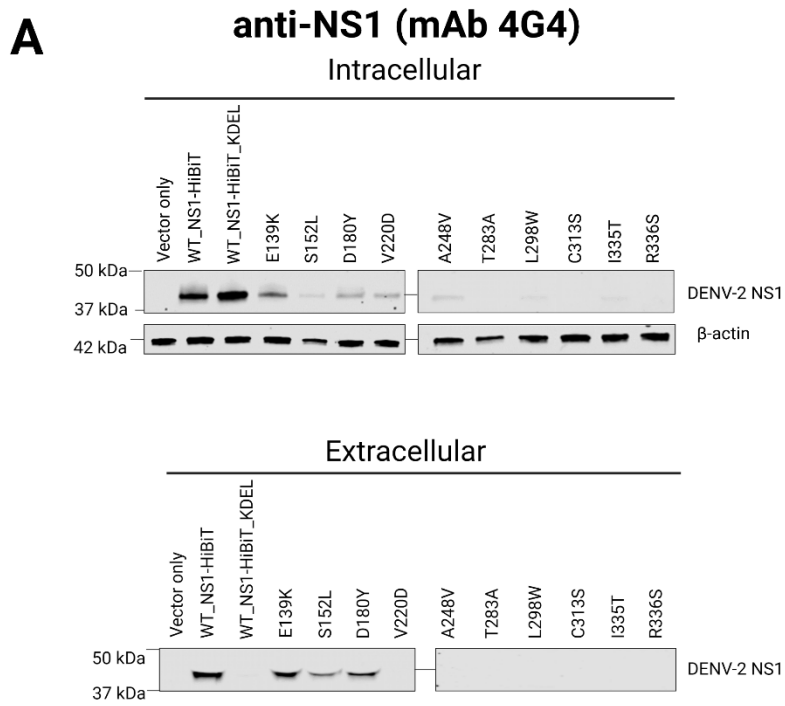 A
anti-NS1 (mAb 4G4)
Intracellular
Vector only
WT_NS1-HiBiT
WT_NS1-HiBiT_KDEL
E139K
S152L
D180Y
V220D
A248V
T283A
L298W
C313S
I335T
R336S
50 kDa
37 kDa
DENV-2 NS1
42 kDa
β-actin
Extracellular
Vector only
WT_NS1-HiBiT
WT_NS1-HiBiT_KDEL
E139K
S152L
D180Y
V220D
A248V
T283A
L298W
C313S
I335T
R336S
50 kDa
37 kDa
DENV-2 NS1